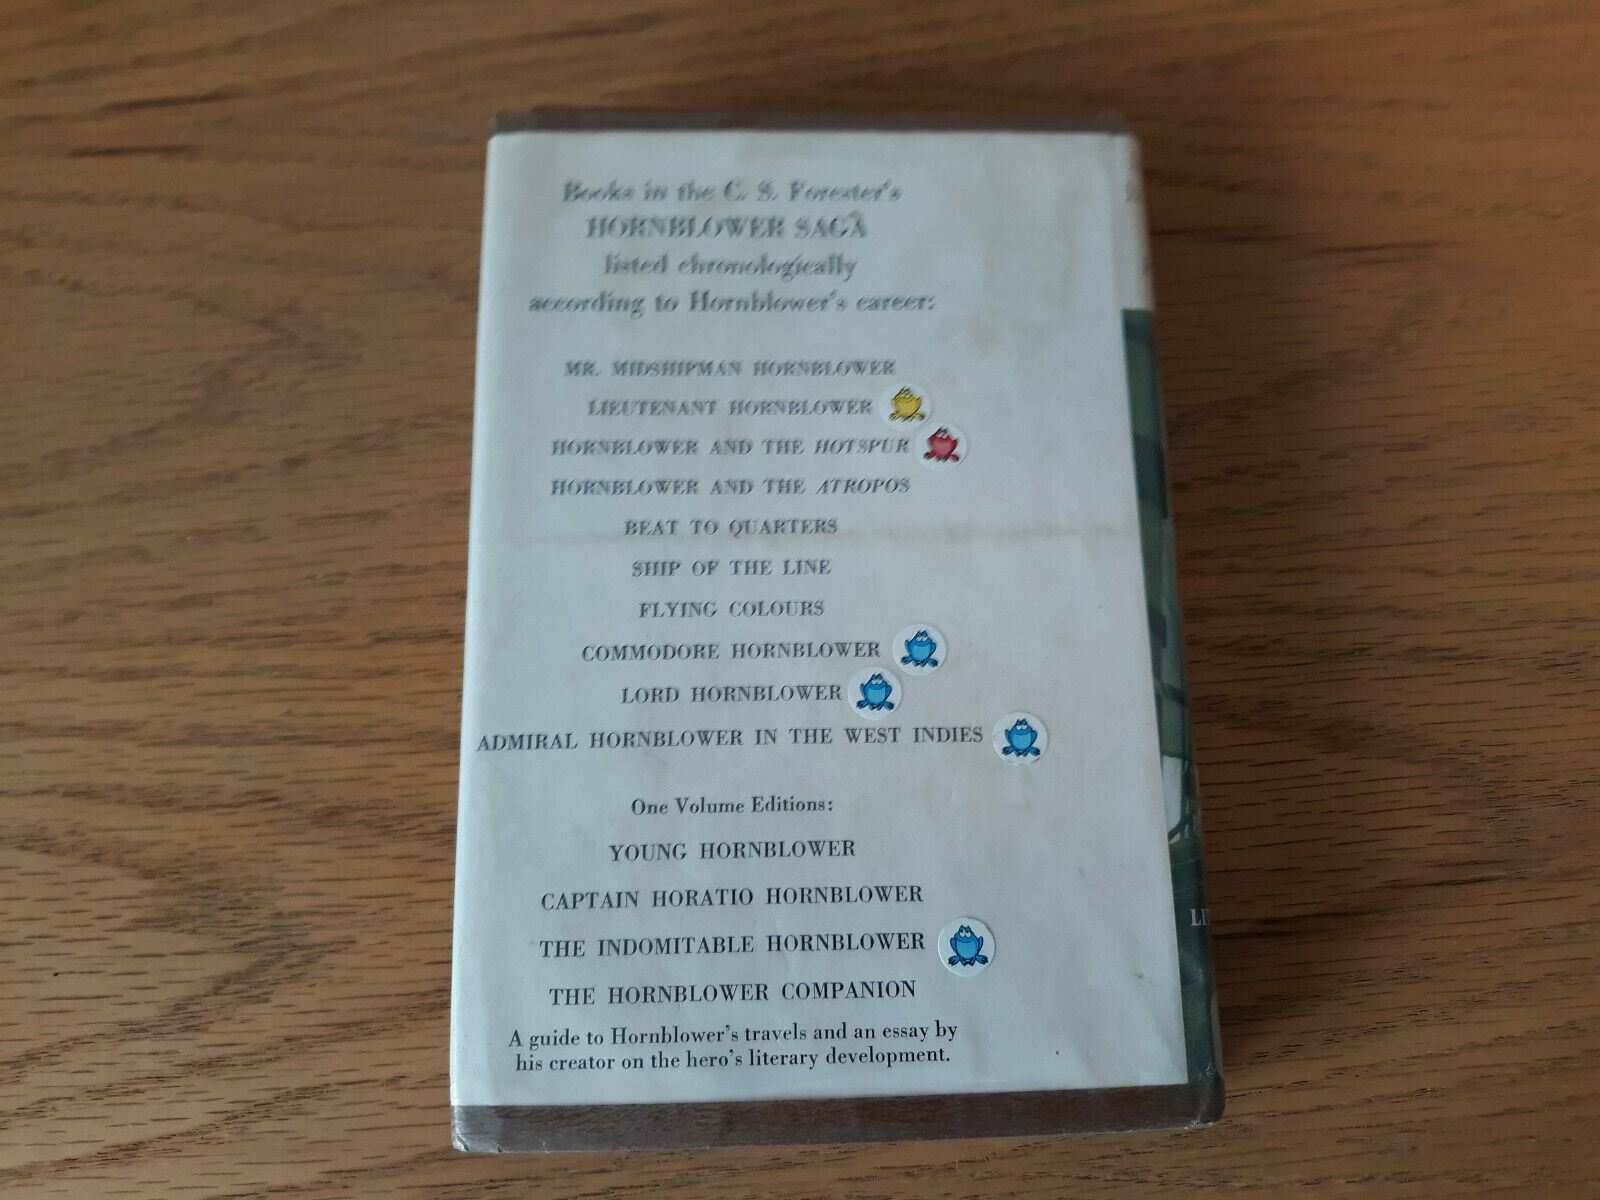 Books in the C. S. Forester's
HORNBLOWER SAGA
listed chronologically
according to Hornblower's career:
MR. MIDSHIPMAN HORNBLOWER
LIEUTENANT HORNBLOWER
HORNBLOWER AND THE HOTSPUR
HORNBLOWER AND THE ATROPOS
BEAT TO QUARTERS
SHIP OF THE LINE
FLYING COLOURS
COMMODORE HORNBLOWER
LORD HORNBLOWER
ADMIRAL HORNBLOWER IN THE WEST INDIES
One Volume Editions:
YOUNG HORNBLOWER
CAPTAIN HORATIO HORNBLOWER
THE INDOMITABLE HORNBLOWER
THE HORNBLOWER COMPANION
A guide to Hornblower's travels and an essay by
his creator on the hero's literary development.